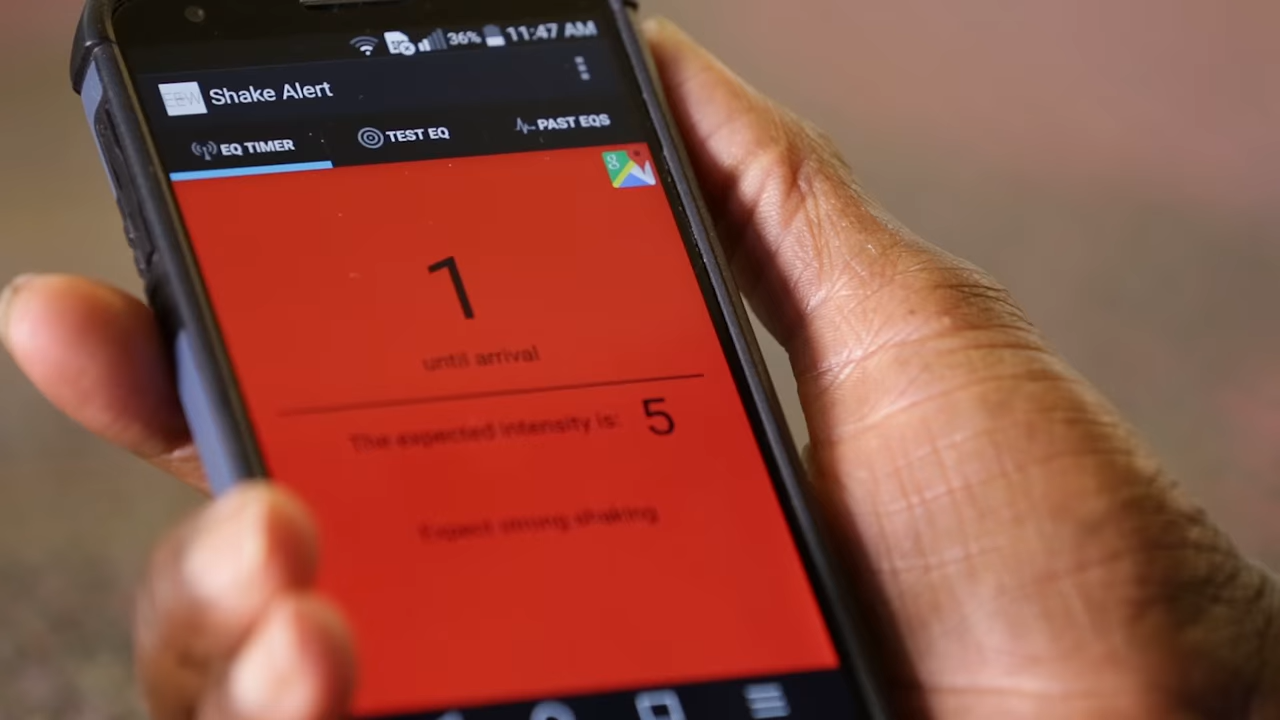 36% 11:47 AM
EEW Shake Alert
EQ TIMER TEST EQ PAST EQS
g
1
until arrival
The expected intensity is: 5
Expect strong shaking